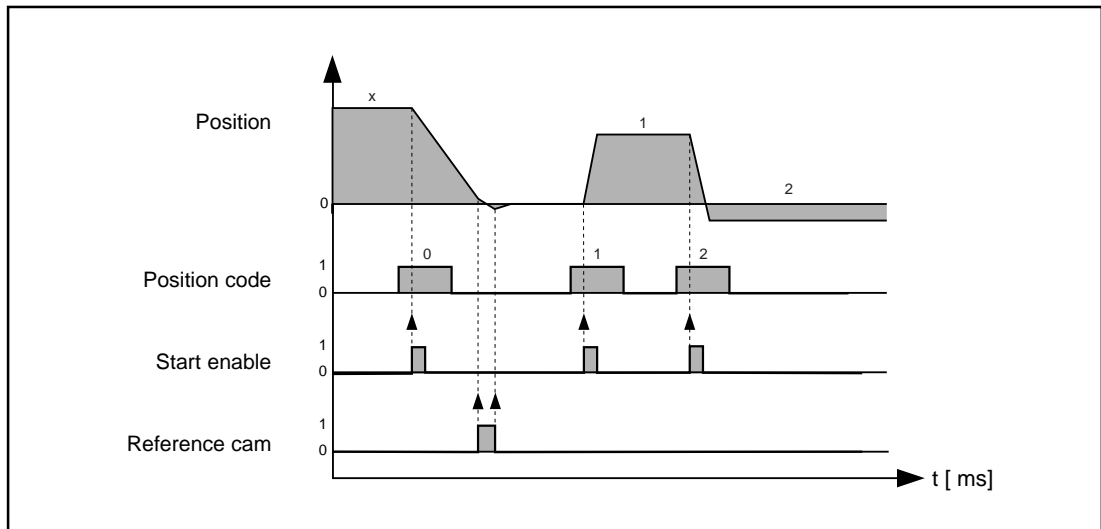 x
Position
1
0
2
Position code
1
0
0
1
2
Start enable
1
0
Reference cam
1
0
t [ ms]